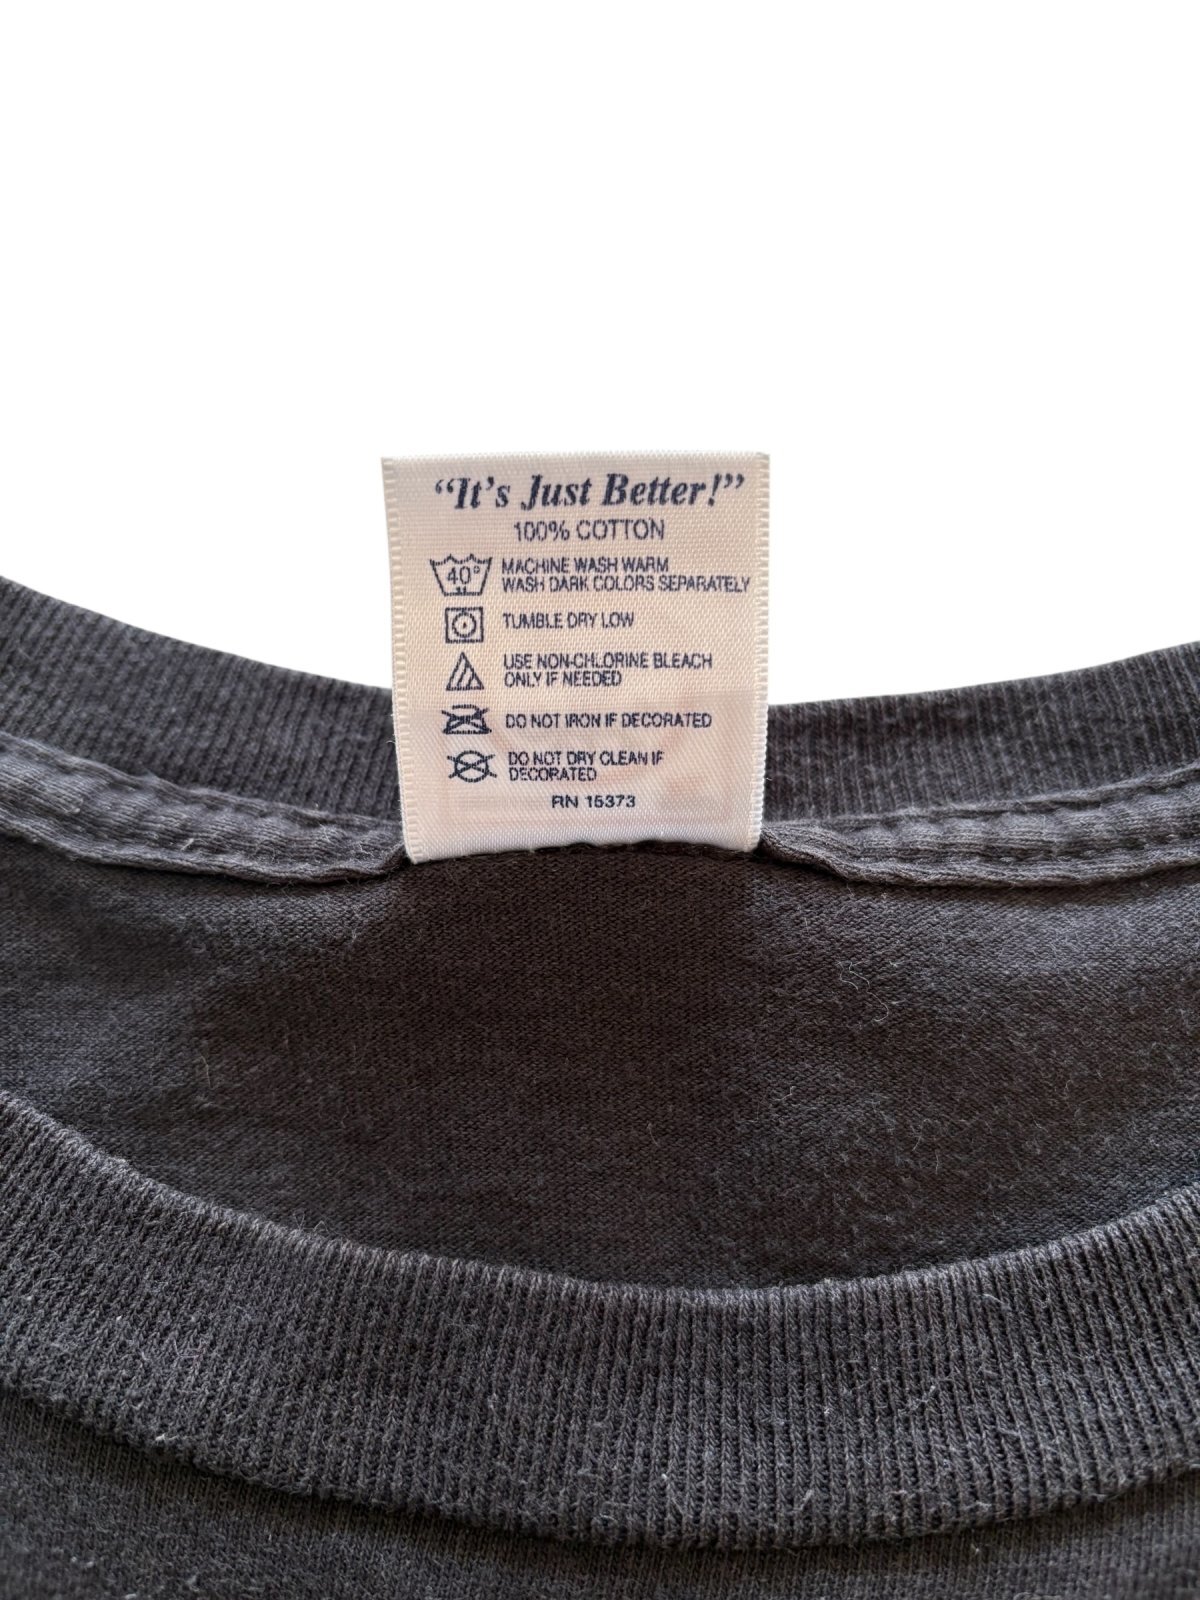 “It’s Just Better!”
100% COTTON
40°
MACHINE WASH WARM
WASH DARK COLORS SEPARATELY
TUMBLE DRY LOW
USE NON-CHLORINE BLEACH
ONLY IF NEEDED
DO NOT IRON IF DECORATED
DO NOT DRY CLEAN IF
DECORATED
RN 15373